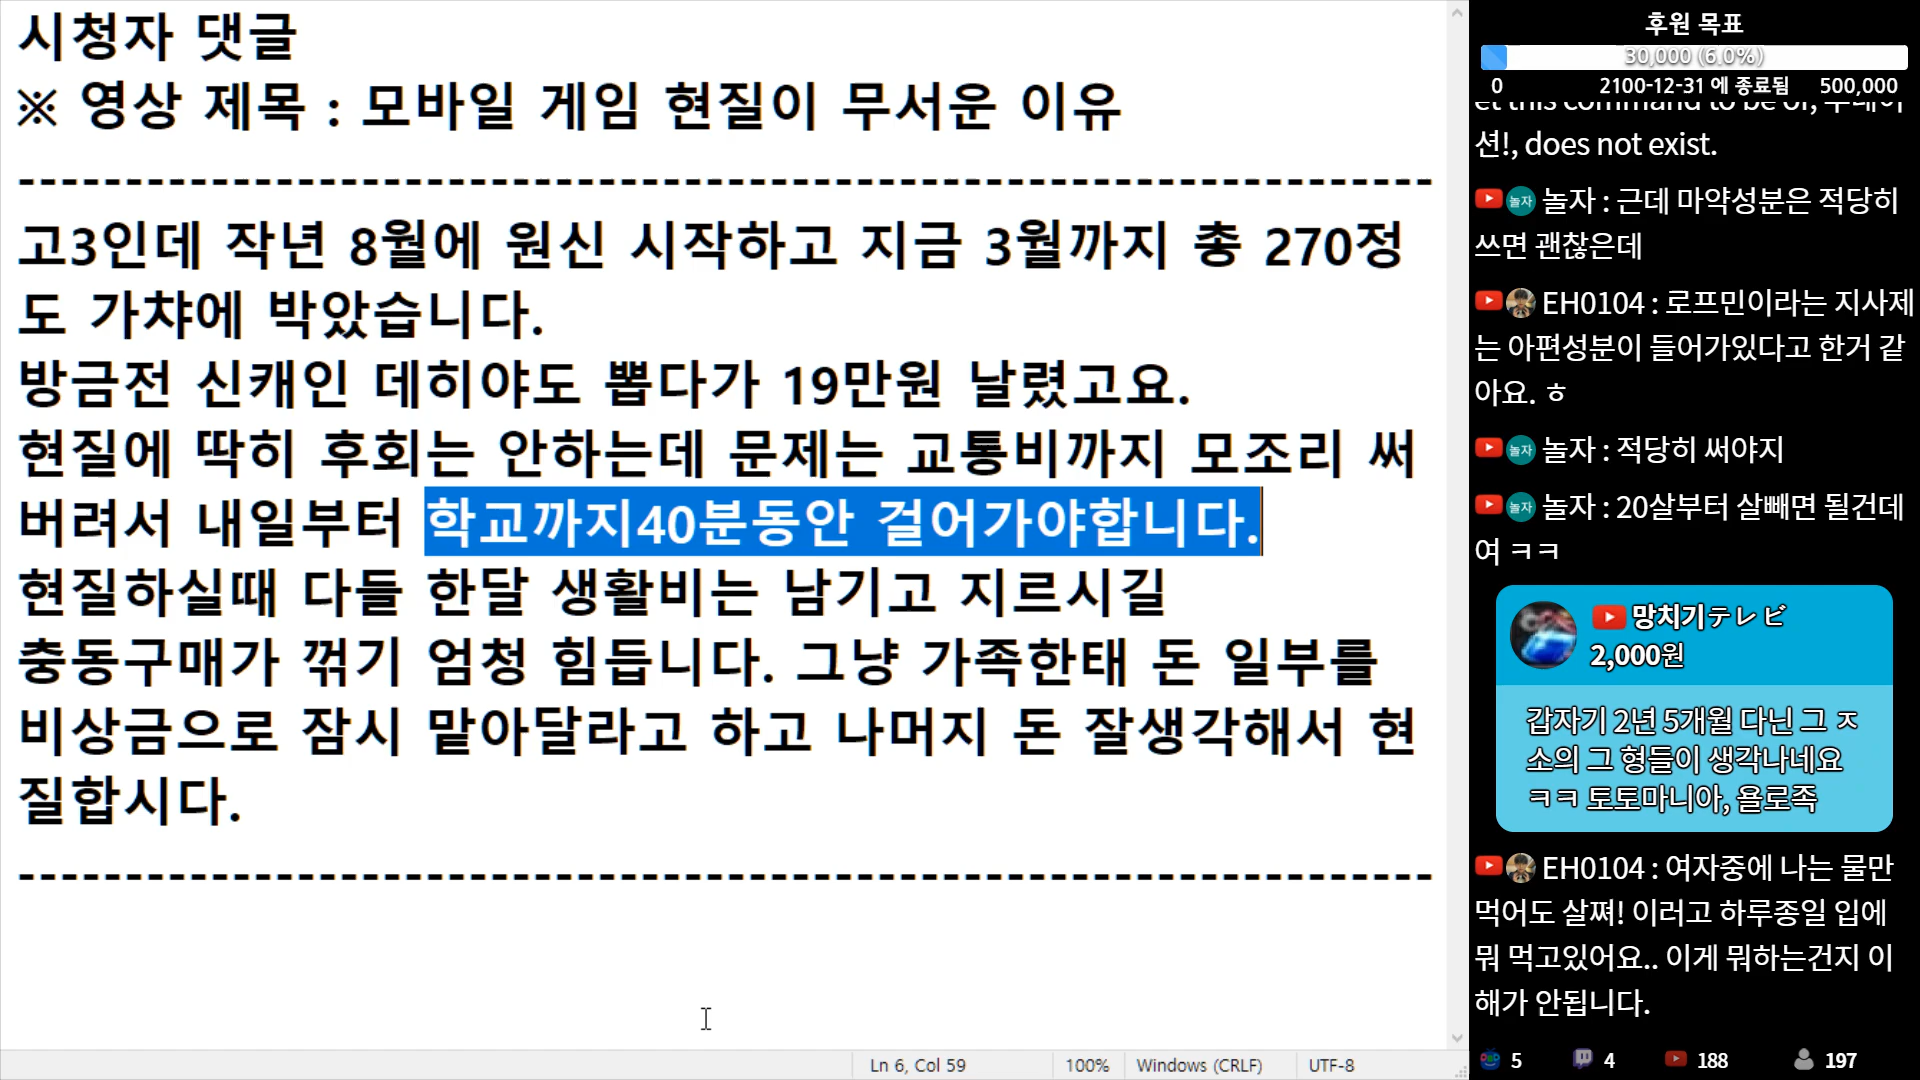 시청자 댓글
※ 영상 제목 : 모바일 게임 현질이 무서운 이유
--------------------------------------------------------------------
고3인데 작년 8월에 원신 시작하고 지금 3월까지 총 270정
도 가챠에 박았습니다.
방금전 신캐인 데히야도 뽑다가 19만원 날렸고요.
현질에 딱히 후회는 안하는데 문제는 교통비까지 모조리 써
버려서 내일부터 학교까지40분동안 걸어가야합니다.
현질하실때 다들 한달 생활비는 남기고 지르시길
충동구매가 꺾기 엄청 힘듭니다. 그냥 가족한태 돈 일부를
비상금으로 잠시 맡아달라고 하고 나머지 돈 잘생각해서 현
질합시다.
--------------------------------------------------------------------
Ln 6, Col 59
100%
Windows (CRLF)
UTF-8
후원 목표
30,000 (6.0%)
0 2100-12-31 에 종료됨 500,000
et this command to be of, 루레이
션!, does not exist.
놀자 놀자 : 근데 마약성분은 적당히
쓰면 괜찮은데
EH0104 : 로프민이라는 지사제
는 아편성분이 들어가있다고 한거 같
아요. ㅎ
놀자 놀자 : 적당히 써야지
놀자 놀자 : 20살부터 살빼면 될건데
여 ㅋㅋ
망치기テレビ
2,000원
갑자기 2년 5개월 다닌 그 ㅈ
소의 그 형들이 생각나네요
ㅋㅋ 토토마니아, 욜로족
EH0104 : 여자중에 나는 물만
먹어도 살쪄! 이러고 하루종일 입에
뭐 먹고있어요.. 이게 뭐하는건지 이
해가 안됩니다.
5 4 188 197